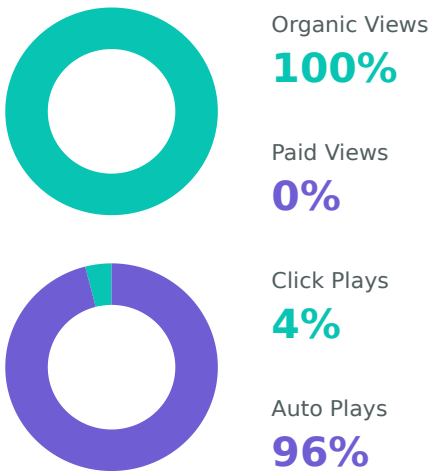 Organic Views
100%
Paid Views
0%
Click Plays
4%
Auto Plays
96%